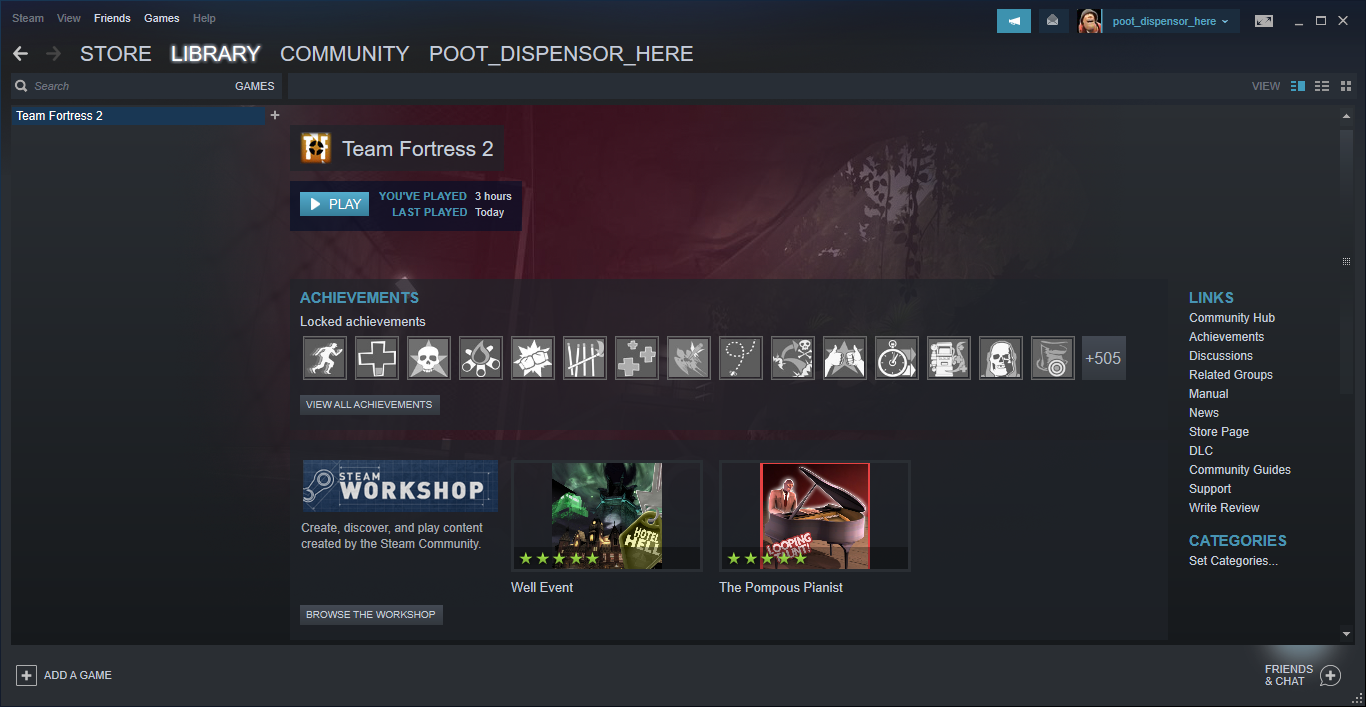 Steam View Friends Games Help
poot_dispensor_here
STORE LIBRARY COMMUNITY POOT_DISPENSOR_HERE
Search GAMES
VIEW
Team Fortress 2 +
Team Fortress 2
PLAY
YOU'VE PLAYED 3 hours
LAST PLAYED Today
ACHIEVEMENTS
Locked achievements
+505
VIEW ALL ACHIEVEMENTS
STEAM
WORKSHOP
Create, discover, and play content
created by the Steam Community.
BROWSE THE WORKSHOP
HOTEL
HELL
Well Event
LOOPING
TAUNT!
The Pompous Pianist
LINKS
Community Hub
Achievements
Discussions
Related Groups
Manual
News
Store Page
DLC
Community Guides
Support
Write Review
CATEGORIES
Set Categories...
ADD A GAME
FRIENDS
& CHAT